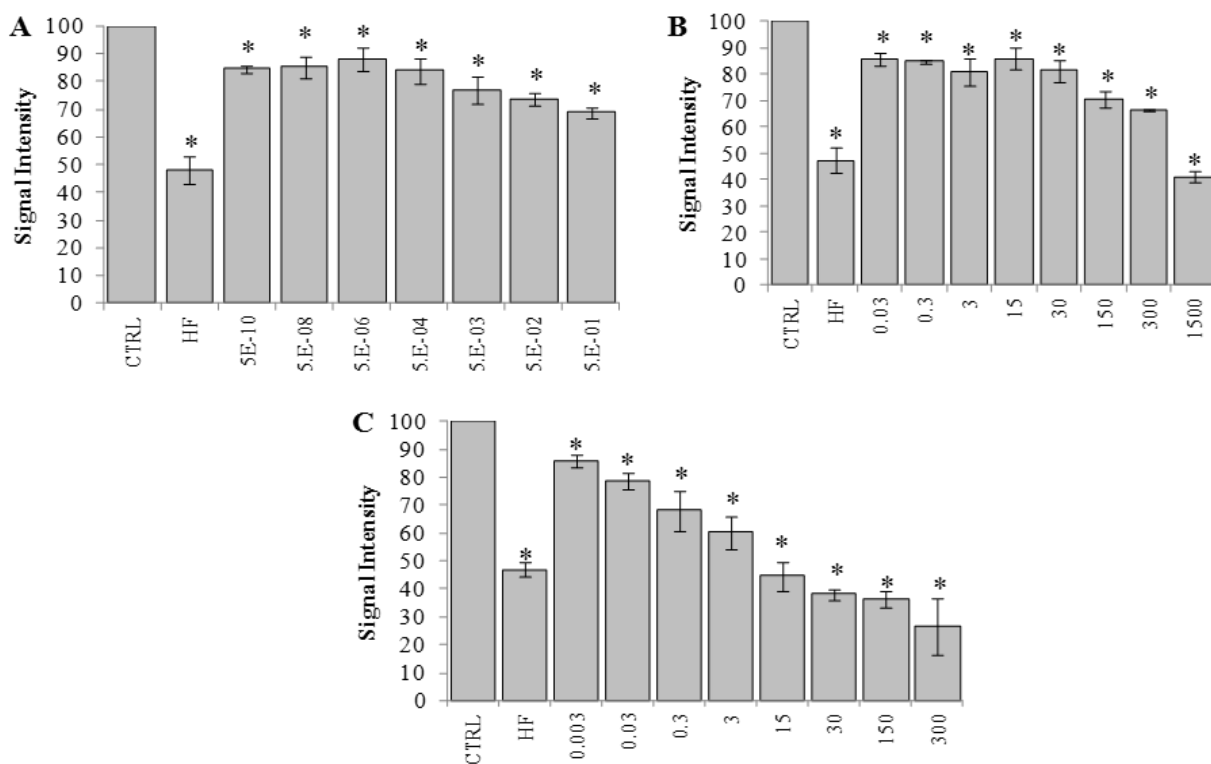 A
Signal Intensity
100
90
80
70
60
50
40
30
20
10
0
* * * * * * * *
CTRL
HF
5E-10
5.E-08
5.E-06
5.E-04
5.E-03
5.E-02
5.E-01
B
Signal Intensity
100
90
80
70
60
50
40
30
20
10
0
* * * * * * * * *
CTRL
HF
0.03
0.3
3
15
30
150
300
1500
C
Signal Intensity
100
90
80
70
60
50
40
30
20
10
0
* * * * * * * * *
CTRL
HF
0.003
0.03
0.3
3
15
30
150
300